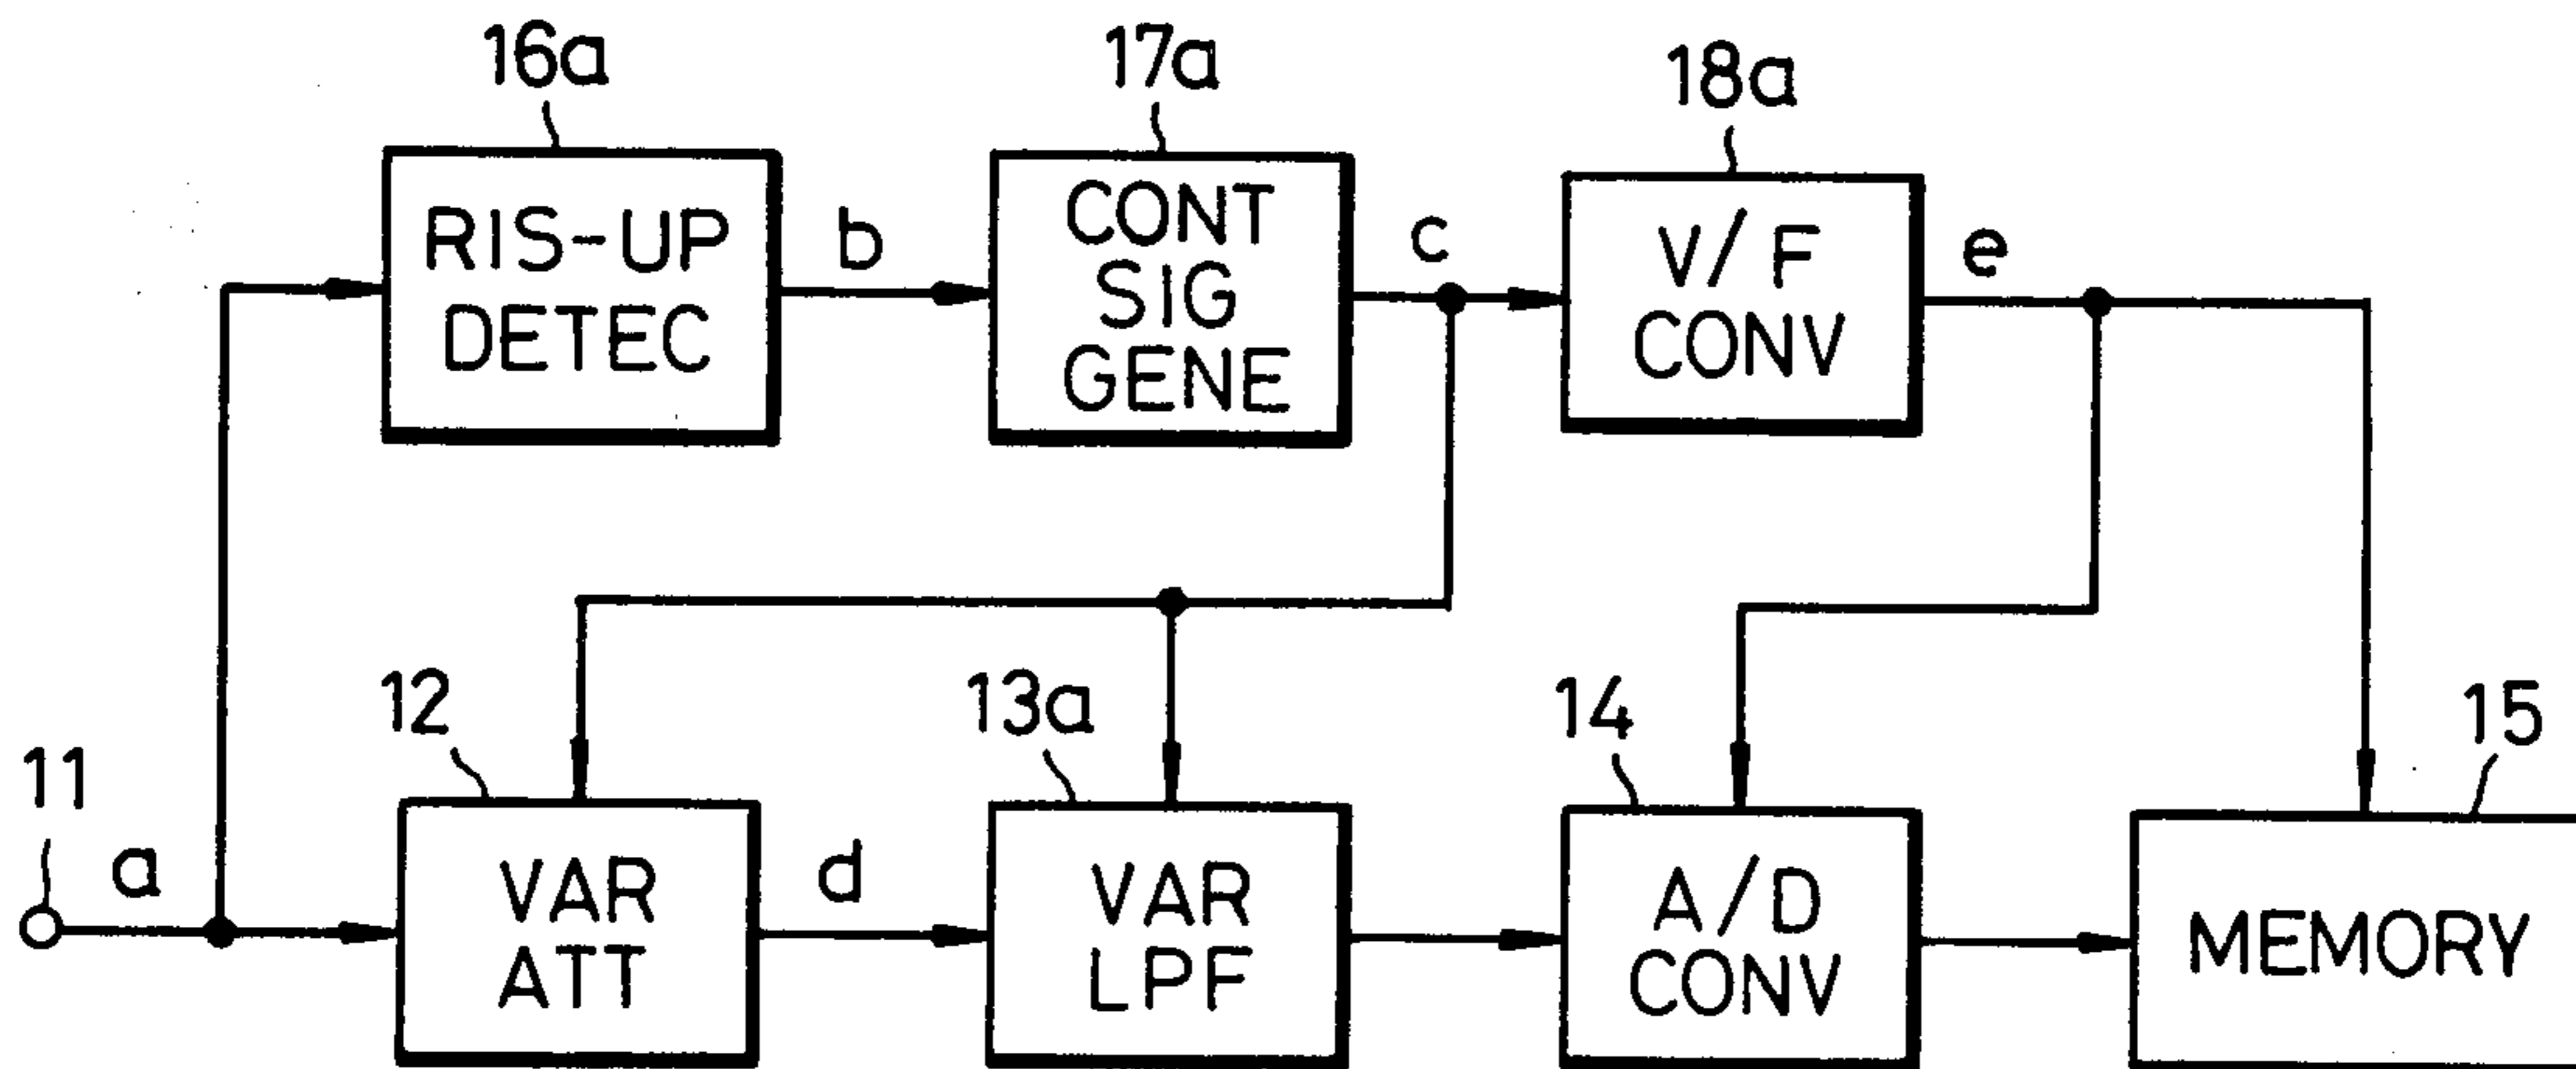 16a
17a
18a
RIS-UP
DETEC
b
CONT
SIG
GENE
c
V/F
CONV
e
11
a
12
VAR
ATT
d
13a
VAR
LPF
14
A/D
CONV
15
MEMORY